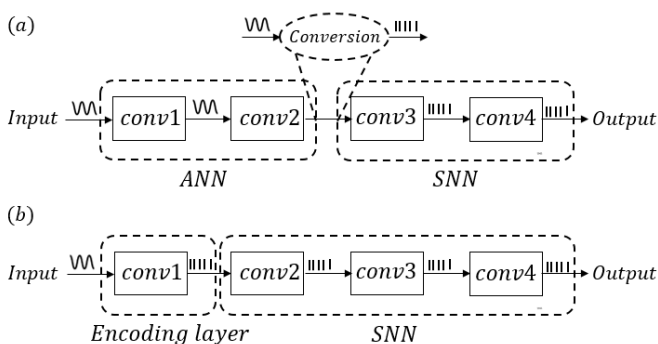 (a)
Conversion
Input conv1 conv2 conv3 conv4 Output
ANN SNN
(b)
Input conv1 conv2 conv3 conv4 Output
Encoding layer SNN